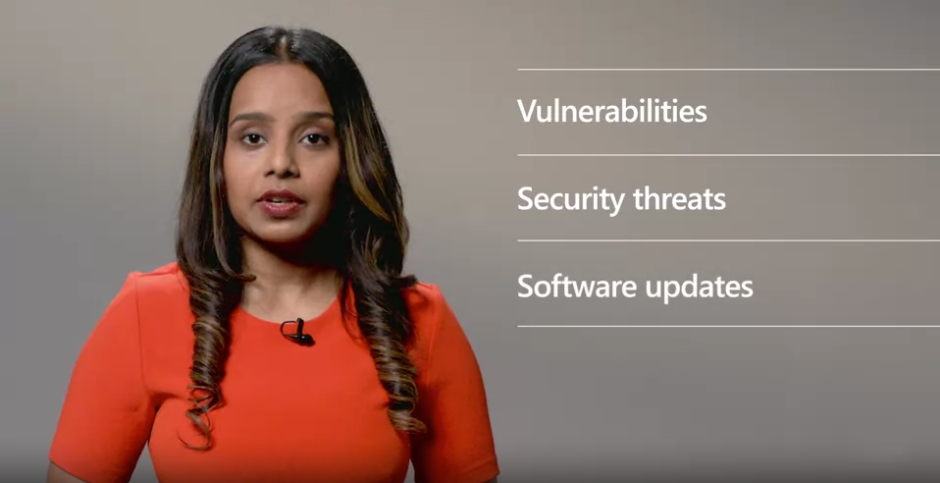 Vulnerabilities
Security threats
Software updates